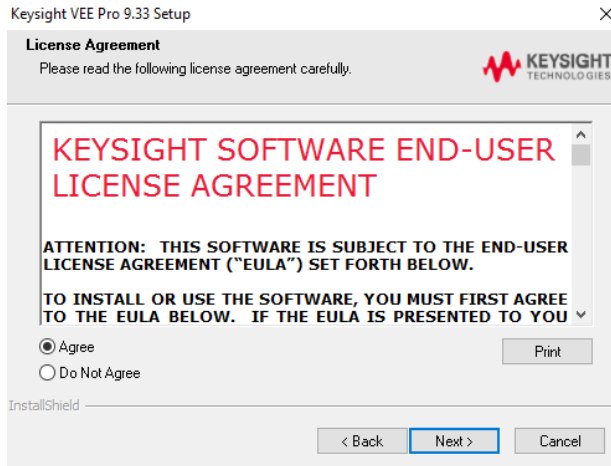 Keysight VEE Pro 9.33 Setup
License Agreement
Please read the following license agreement carefully.
KEYSIGHT
TECHNOLOGIES
KEYSIGHT SOFTWARE END-USER
LICENSE AGREEMENT
ATTENTION: THIS SOFTWARE IS SUBJECT TO THE END-USER
LICENSE AGREEMENT (“EULA”) SET FORTH BELOW.
TO INSTALL OR USE THE SOFTWARE, YOU MUST FIRST AGREE
TO THE EULA BELOW. IF THE EULA IS PRESENTED TO YOU
Agree
Print
Do Not Agree
InstallShield
< Back
Next >
Cancel